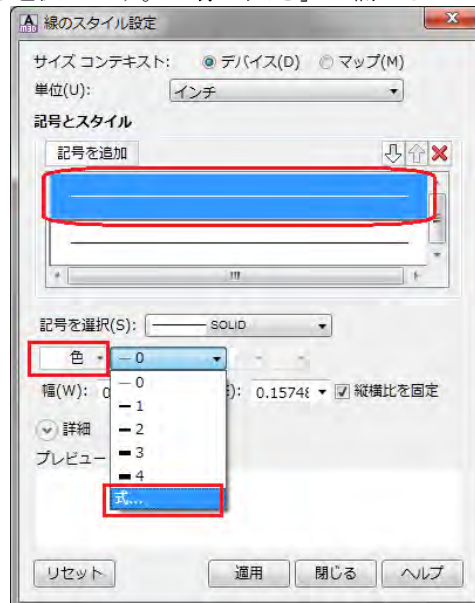 線のスタイル設定
サイズ コンテキスト: デバイス(D) マップ(M)
単位(U): インチ
記号とスタイル
記号を追加
記号を選択(S): SOLID
色 0
幅(W): 0.15748 縦横比を固定
0
1
2
3
4
式...
詳細
プレビュー
リセット 適用 閉じる ヘルプ